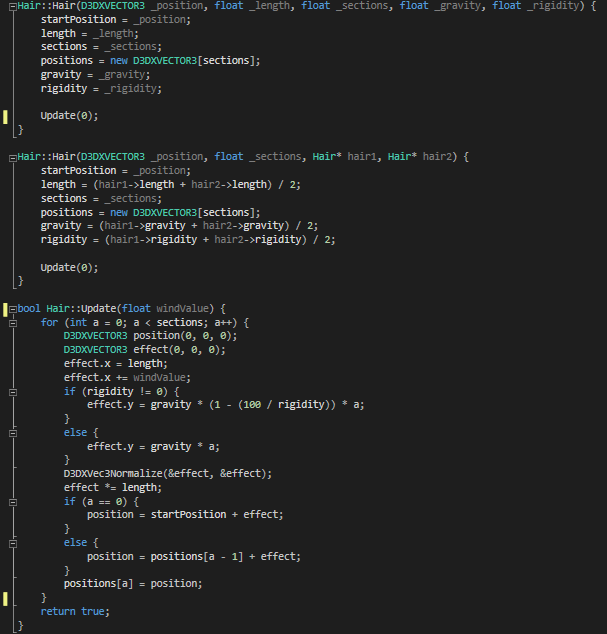 Hair::Hair(D3DXVECTOR3 _position, float _length, float _sections, float _gravity, float _rigidity) {
    startPosition = _position;
    length = _length;
    sections = _sections;
    positions = new D3DXVECTOR3[sections];
    gravity = _gravity;
    rigidity = _rigidity;

    Update(0);
}

Hair::Hair(D3DXVECTOR3 _position, float _sections, Hair* hair1, Hair* hair2) {
    startPosition = _position;
    length = (hair1->length + hair2->length) / 2;
    sections = _sections;
    positions = new D3DXVECTOR3[sections];
    gravity = (hair1->gravity + hair2->gravity) / 2;
    rigidity = (hair1->rigidity + hair2->rigidity) / 2;

    Update(0);
}

bool Hair::Update(float windValue) {
    for (int a = 0; a < sections; a++) {
        D3DXVECTOR3 position(0, 0, 0);
        D3DXVECTOR3 effect(0, 0, 0);
        effect.x = length;
        effect.x += windValue;
        if (rigidity != 0) {
            effect.y = gravity * (1 - (100 / rigidity)) * a;
        }
        else {
            effect.y = gravity * a;
        }
        D3DXVec3Normalize(&effect, &effect);
        effect *= length;
        if (a == 0) {
            position = startPosition + effect;
        }
        else {
            position = positions[a - 1] + effect;
        }
        positions[a] = position;
    }
    return true;
}